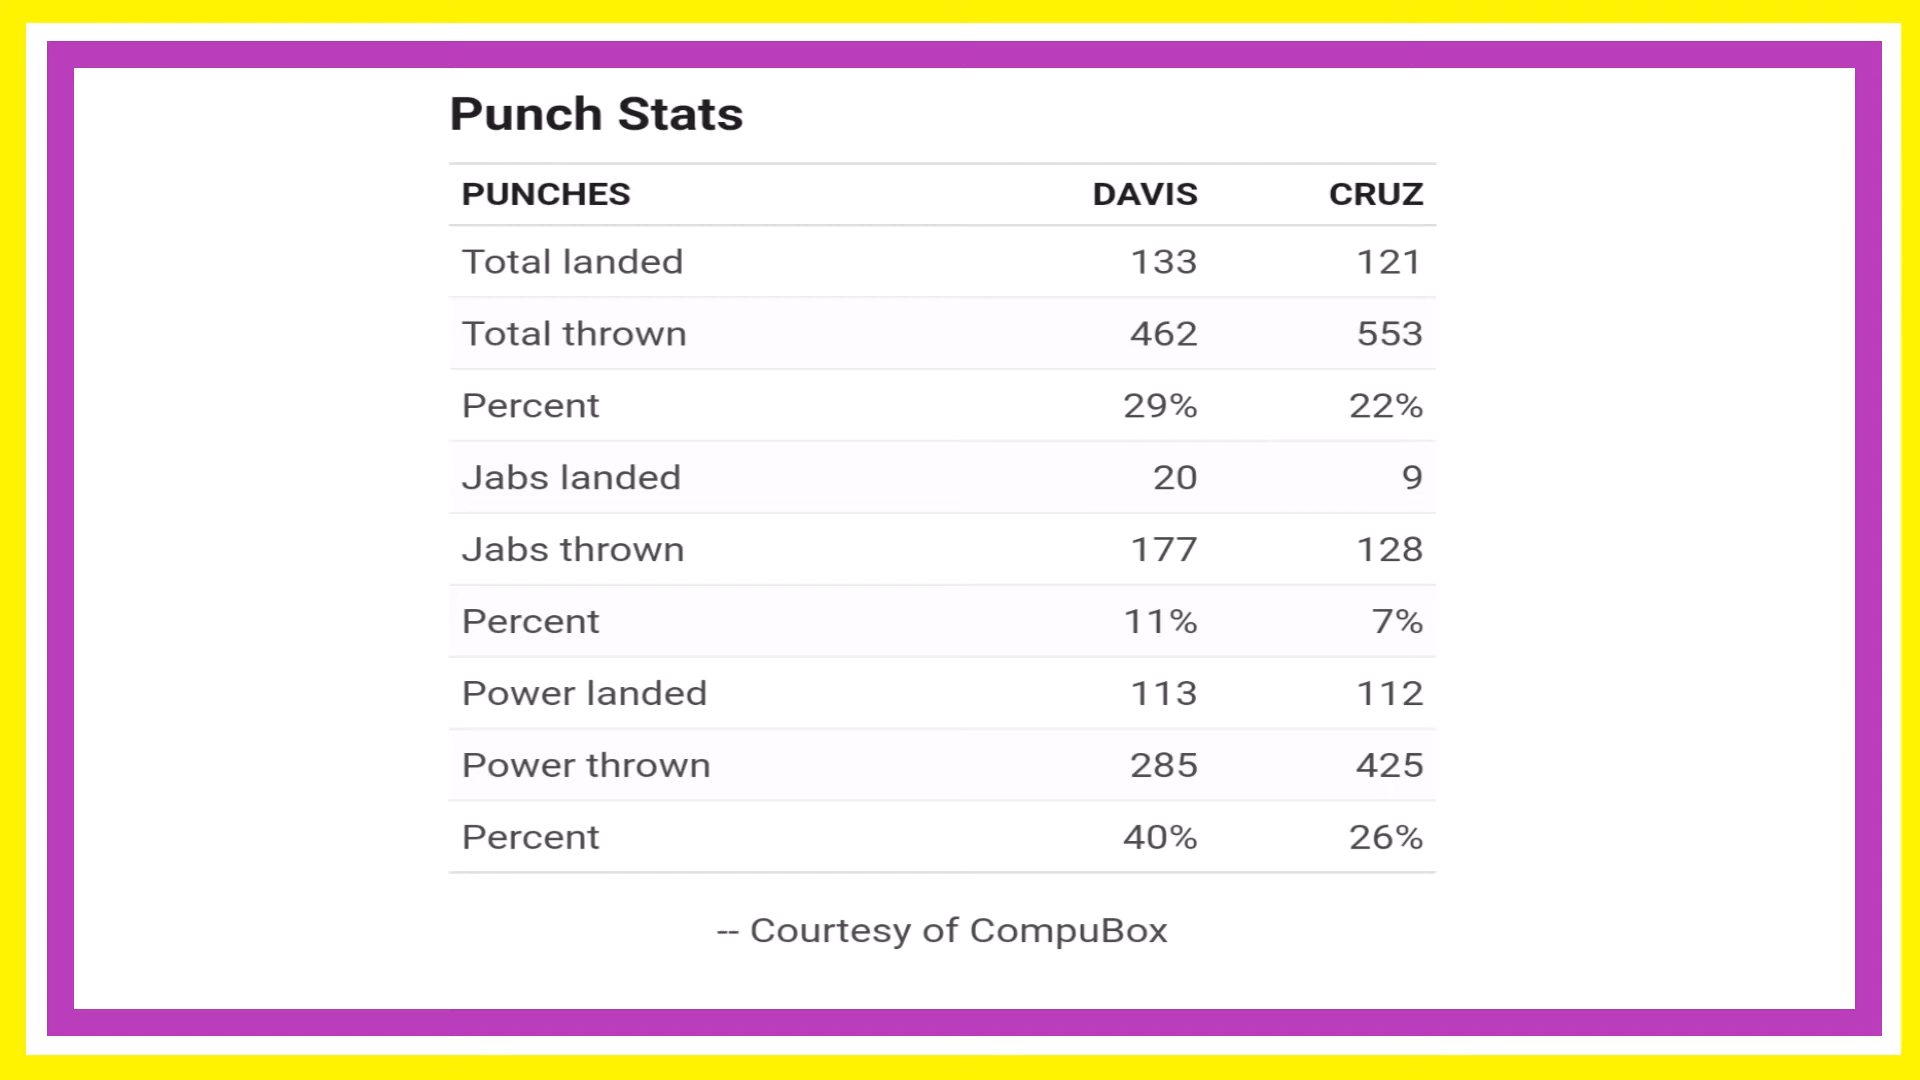 Punch Stats
PUNCHES DAVIS CRUZ
Total landed 133 121
Total thrown 462 553
Percent 29% 22%
Jabs landed 20 9
Jabs thrown 177 128
Percent 11% 7%
Power landed 113 112
Power thrown 285 425
Percent 40% 26%
-- Courtesy of CompuBox